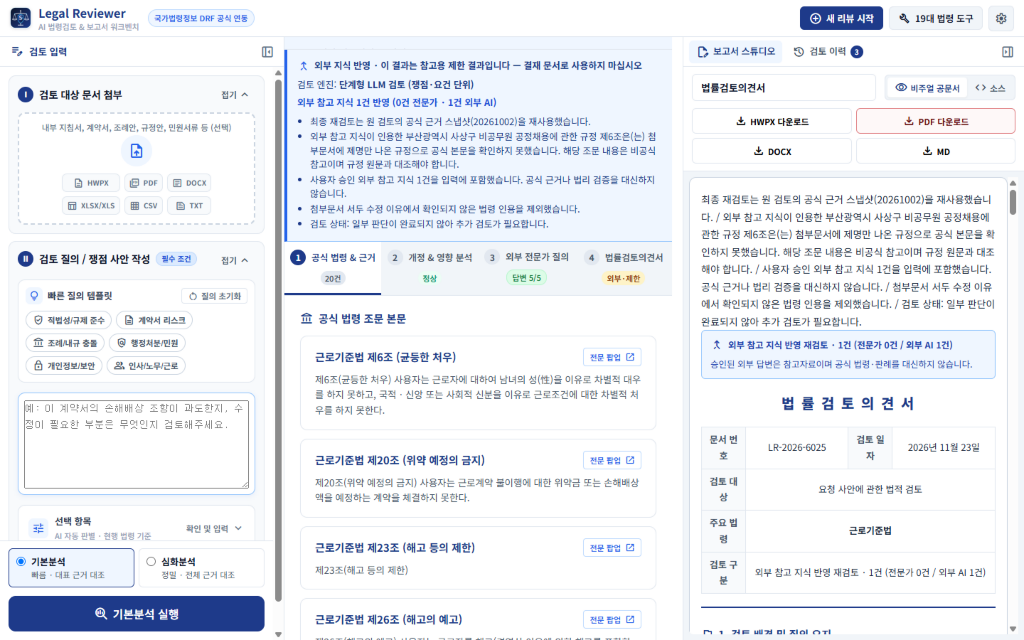 Legal Reviewer
AI 법령검토 & 보고서 워크벤치
국가법령정보 DRF 공식 연동
새 리뷰 시작
19대 법령 도구
검토 입력
I 검토 대상 문서 첨부
접기
내부 지침서, 계약서, 조례안, 규정안, 민원서류 등 (선택)
HWPX
PDF
DOCX
XLSX/XLS
CSV
TXT
II 검토 질의 / 쟁점 사안 작성
필수 조건
접기
빠른 질의 템플릿
질의 초기화
적법성/규제 준수
계약서 리스크
조례/내규 충돌
행정처분/민원
개인정보/보안
인사/노무/근로
예: 이 계약서의 손해배상 조항이 과도한지, 수
정이 필요한 부분은 무엇인지 검토해주세요.
선택 항목
AI 자동 판별 · 현행 법령 기준
확인 및 입력
기본분석
빠름 · 대표 근거 대조
심화분석
정밀 · 전체 근거 대조
기본분석 실행
외부 지식 반영 · 이 결과는 참고용 제한 결과입니다 — 결재 문서로 사용하지 마십시오
검토 엔진: 단계형 LLM 검토 (쟁점·요건 단위)
외부 참고 지식 1건 반영 (0건 전문가 · 1건 외부 AI)
• 최종 재검토는 원 검토의 공식 근거 스냅샷(20261002)을 재사용했습니다.
• 외부 참고 지식이 인용한 부산광역시 사상구 비공무원 공정채용에 관한 규정 제6조은(는) 첨
부문서에 제명만 나온 규정으로 공식 본문을 확인하지 못했습니다. 해당 조문 내용은 비공식
참고이며 규정 원문과 대조해야 합니다.
• 사용자 승인 외부 참고 지식 1건을 입력에 포함했습니다. 공식 근거나 법리 검증을 대신하지
않습니다.
• 첨부문서 서두 수정 이유에서 확인되지 않은 법령 인용을 제외했습니다.
• 검토 상태: 일부 판단이 완료되지 않아 추가 검토가 필요합니다.
1 공식 법령 & 근거
20건
2 개정 & 영향 분석
정상
3 외부 전문가 질의
답변 5/5
4 법률검토의견서
외부·제한
공식 법령 조문 본문
근로기준법 제6조 (균등한 처우)
전문 팝업
제6조(균등한 처우) 사용자는 근로자에 대하여 남녀의 성(性)을 이유로 차별적 대우
를 하지 못하고, 국적ㆍ신앙 또는 사회적 신분을 이유로 근로조건에 대한 차별적 처
우를 하지 못한다.
근로기준법 제20조 (위약 예정의 금지)
전문 팝업
제20조(위약 예정의 금지) 사용자는 근로계약 불이행에 대한 위약금 또는 손해배상
액을 예정하는 계약을 체결하지 못한다.
근로기준법 제23조 (해고 등의 제한)
전문 팝업
제23조(해고 등의 제한)
근로기준법 제26조 (해고의 예고)
전문 팝업
보고서 스튜디오
검토 이력 3
법률검토의견서
비주얼 공문서
소스
HWPX 다운로드
PDF 다운로드
DOCX
MD
최종 재검토는 원 검토의 공식 근거 스냅샷(20261002)을 재사용했습니
다. / 외부 참고 지식이 인용한 부산광역시 사상구 비공무원 공정채용에
관한 규정 제6조은(는) 첨부문서에 제명만 나온 규정으로 공식 본문을 확
인하지 못했습니다. 해당 조문 내용은 비공식 참고이며 규정 원문과 대조
해야 합니다. / 사용자 승인 외부 참고 지식 1건을 입력에 포함했습니다.
공식 근거나 법리 검증을 대신하지 않습니다. / 첨부문서 서두 수정 이유에
서 확인되지 않은 법령 인용을 제외했습니다. / 검토 상태: 일부 판단이
완료되지 않아 추가 검토가 필요합니다.
외부 참고 지식 반영 재검토 · 1건 (전문가 0건 / 외부 AI 1건)
승인된 외부 답변은 참고자료이며 공식 법령·판례를 대신하지 않습니다.
법 률 검 토 의 견 서
문서 번호
LR-2026-6025
검토 일자
2026년 11월 23일
검토 대상
요청 사안에 관한 법적 검토
주요 법령
근로기준법
검토 구분
외부 참고 지식 반영 재검토 · 1건 (전문가 0건 / 외부 AI 1건)
1. 검토 배경 및 질의 요지